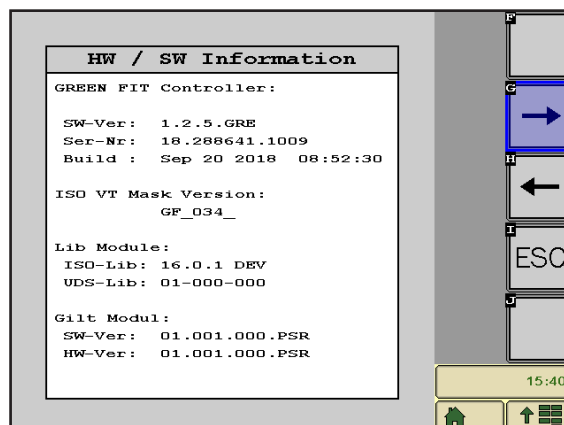 HW / SW Information
GREEN FIT Controller:
SW-Ver: 1.2.5.GRE
Ser-Nr: 18.288641.1009
Build : Sep 20 2018 08:52:30
ISO VT Mask Version:
GF_034_
Lib Module:
ISO-Lib: 16.0.1 DEV
UDS-Lib: 01-000-000
Gilt Modul:
SW-Ver: 01.001.000.PSR
HW-Ver: 01.001.000.PSR
F
G
H
I
ESC
J
15:40